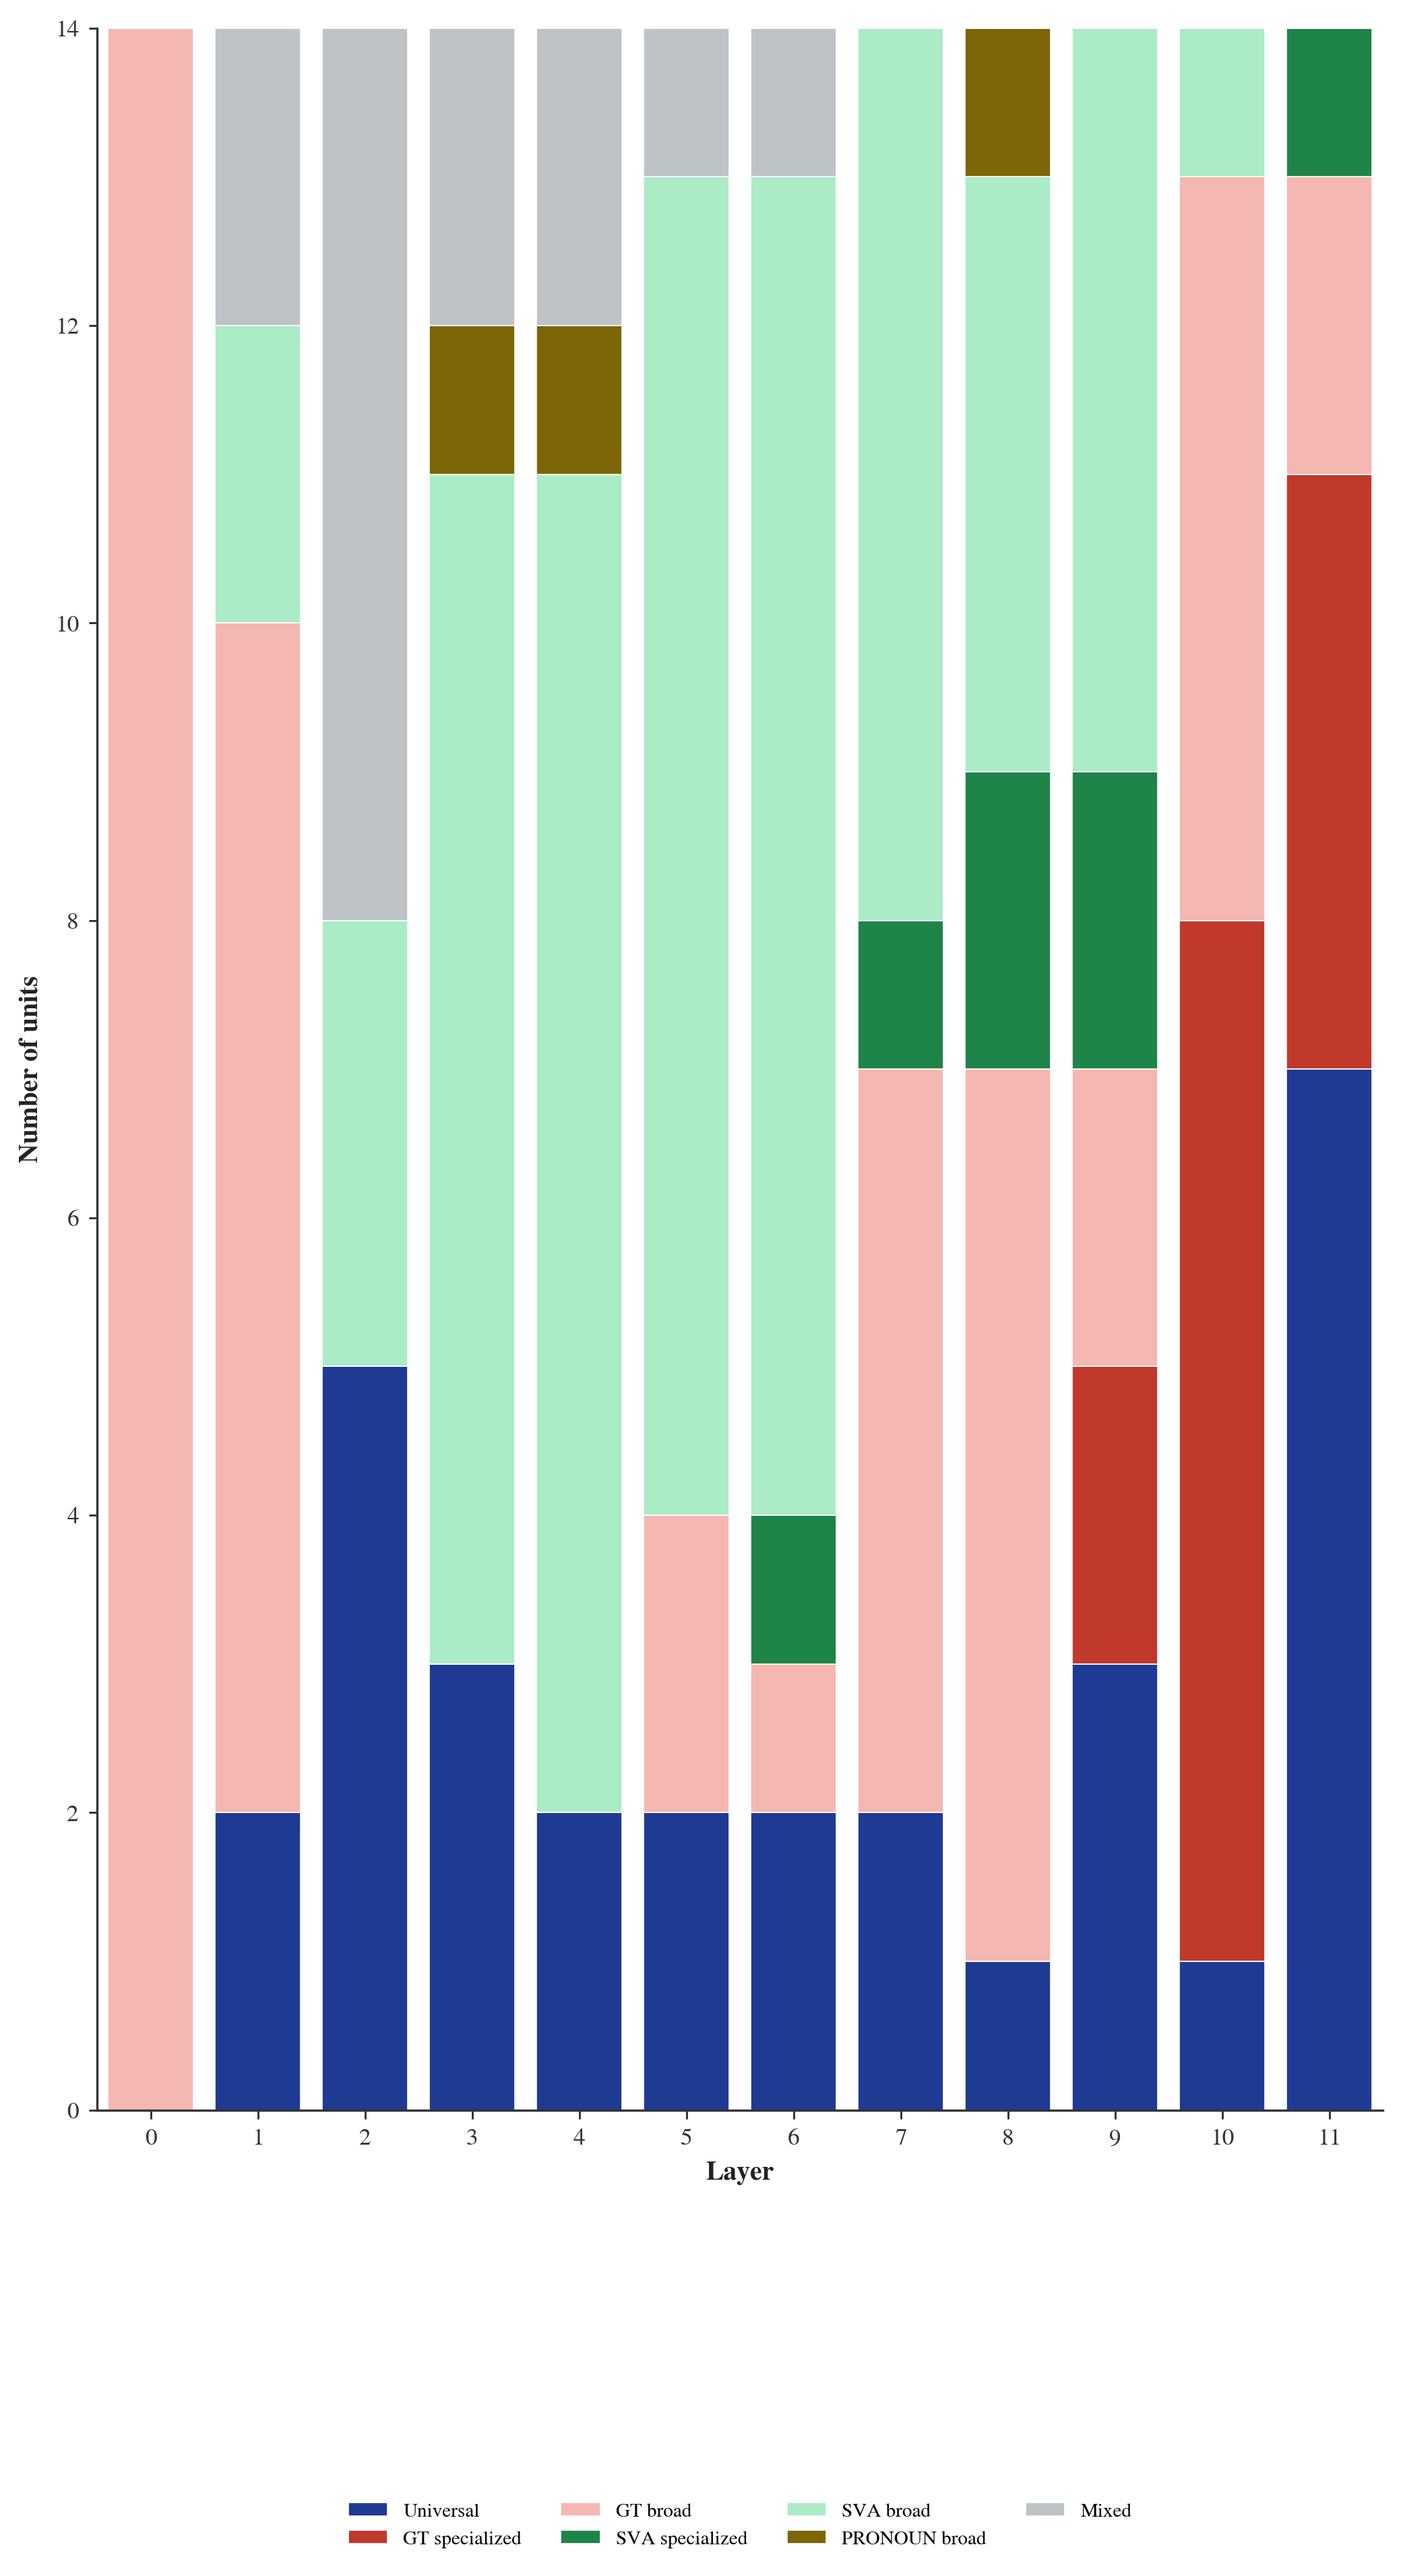 14
12
10
8
6
4
2
0
Number of units
0 1 2 3 4 5 6 7 8 9 10 11
Layer
Universal GT broad SVA broad Mixed
GT specialized SVA specialized PRONOUN broad